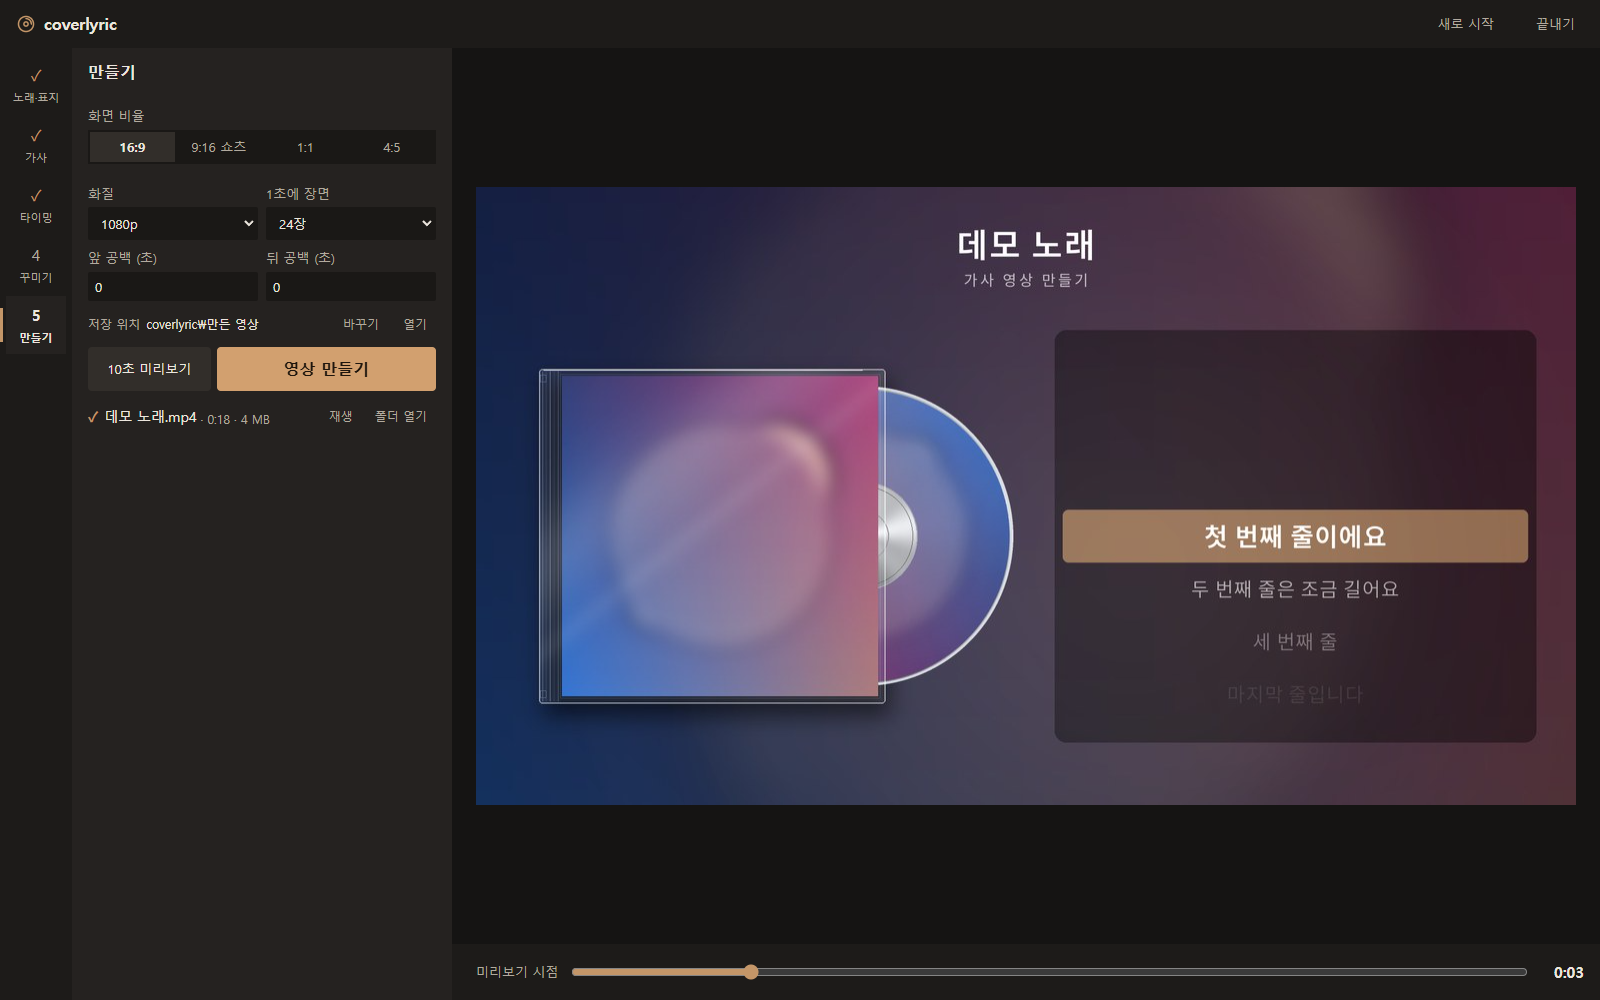 coverlyric
새로 시작
끝내기
노래·표지
가사
타이밍
4
꾸미기
5
만들기
만들기
화면 비율
16:9
9:16 쇼츠
1:1
4:5
화질
1초에 장면
1080p
24장
앞 공백 (초)
뒤 공백 (초)
0
0
저장 위치 coverlyric₩만든 영상
바꾸기
열기
10초 미리보기
영상 만들기
데모 노래.mp4 · 0:18 · 4 MB
재생
폴더 열기
데모 노래
가사 영상 만들기
첫 번째 줄이에요
두 번째 줄은 조금 길어요
세 번째 줄
마지막 줄입니다
미리보기 시점
0:03